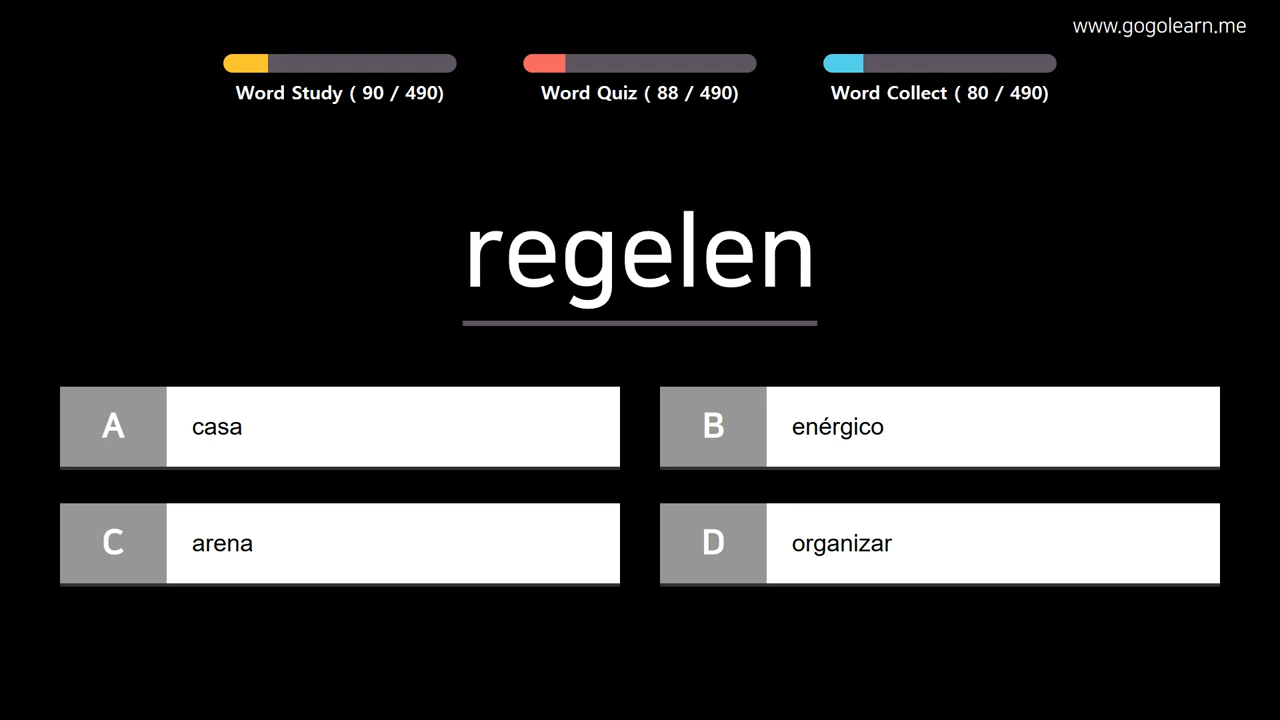 www.gogolearn.me
Word Study ( 90 / 490)
Word Quiz ( 88 / 490)
Word Collect ( 80 / 490)
regelen
A casa
B enérgico
C arena
D organizar